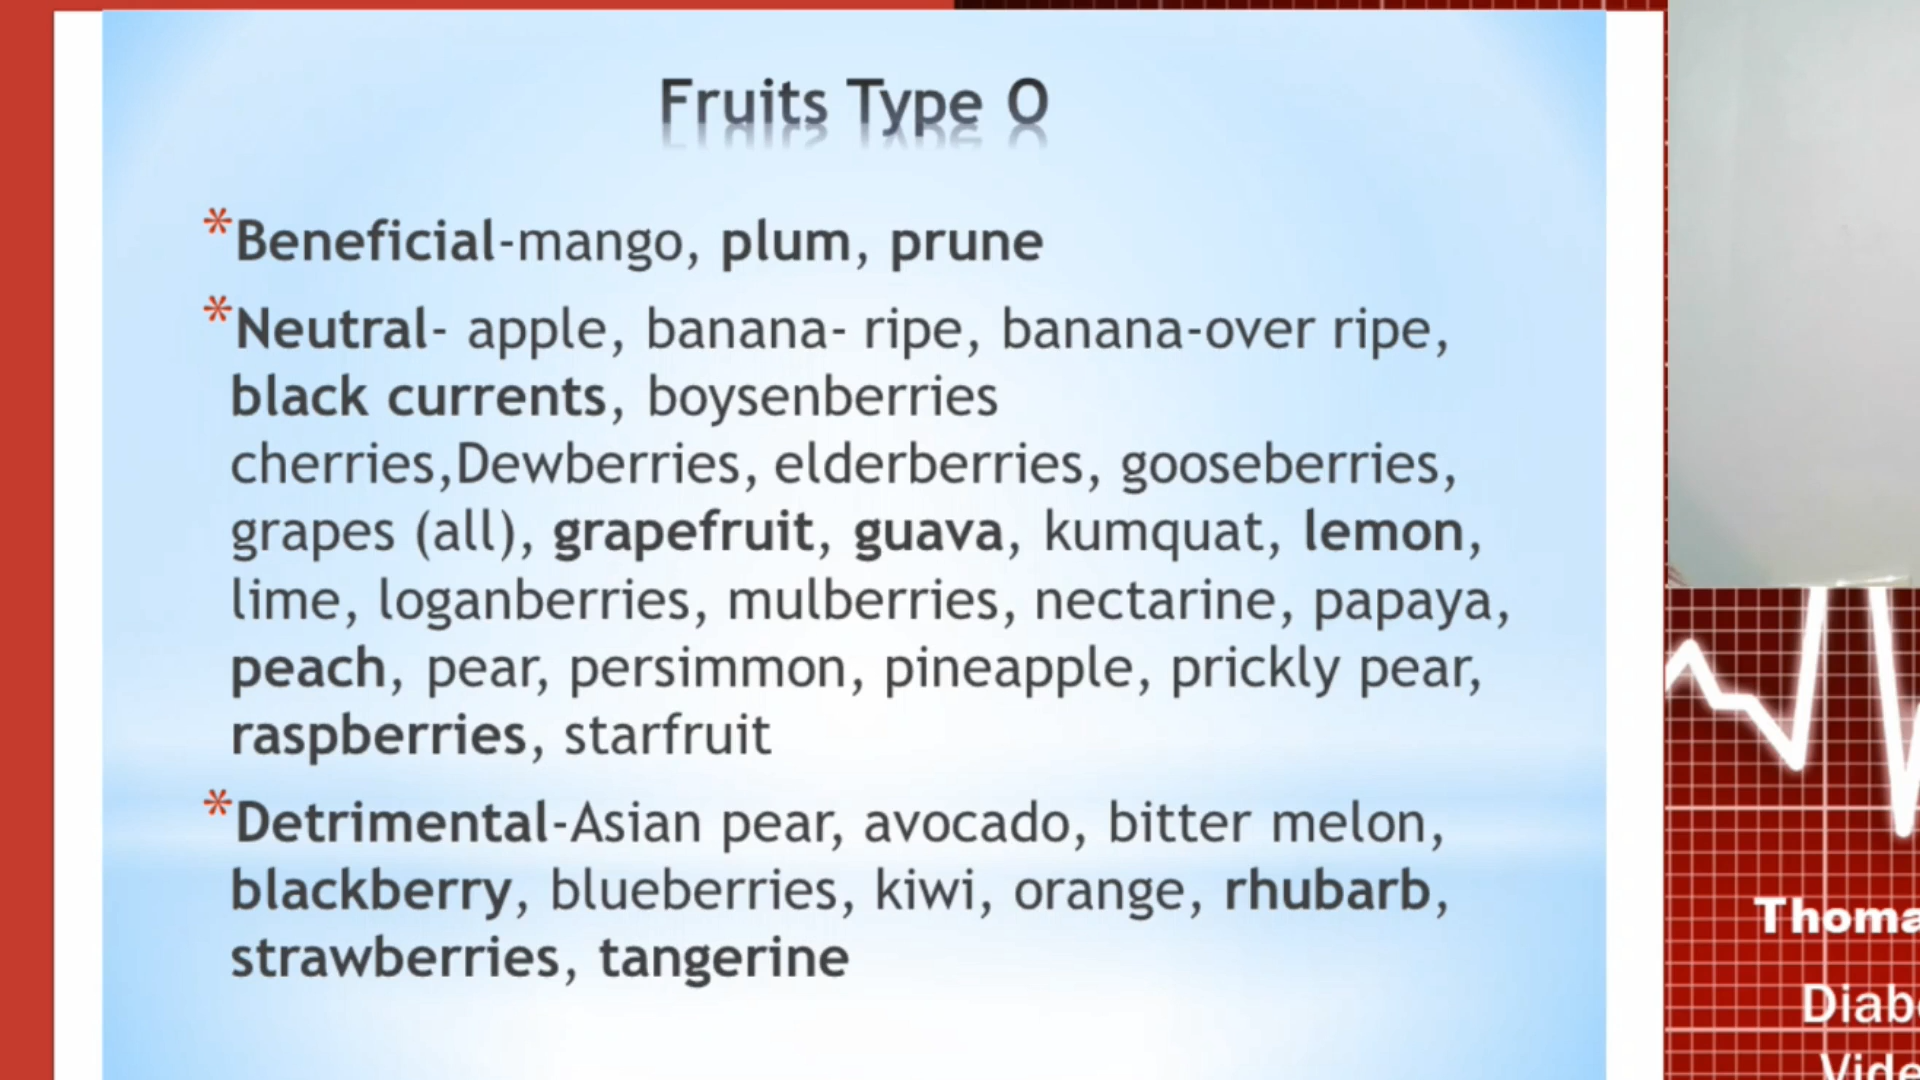 Fruits Type O
*Beneficial-mango, plum, prune
*Neutral- apple, banana- ripe, banana-over ripe,
black currents, boysenberries
cherries,Dewberries, elderberries, gooseberries,
grapes (all), grapefruit, guava, kumquat, lemon,
lime, loganberries, mulberries, nectarine, papaya,
peach, pear, persimmon, pineapple, prickly pear,
raspberries, starfruit
*Detrimental-Asian pear, avocado, bitter melon,
blackberry, blueberries, kiwi, orange, rhubarb,
strawberries, tangerine